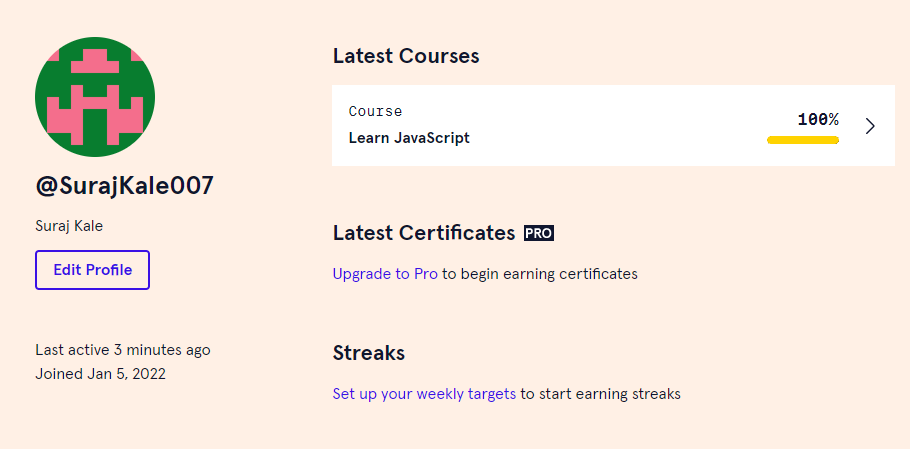 @SurajKale007
Suraj Kale
Edit Profile
Last active 3 minutes ago
Joined Jan 5, 2022
Latest Courses
Course
Learn JavaScript
100%
Latest Certificates PRO
Upgrade to Pro to begin earning certificates
Streaks
Set up your weekly targets to start earning streaks